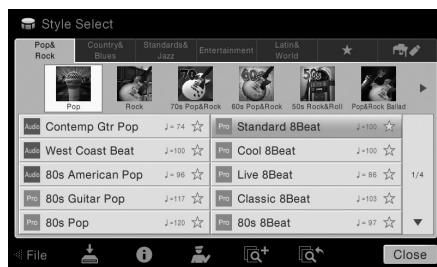 Style Select
Pop& Rock
Country& Blues
Standards& Jazz
Entertainment
Latin& World
50s
Pop
Rock
70s Pop&Rock
60s Pop&Rock
50s Rock&Roll
Pop&Rock Ballad
Audio Contemp Gtr Pop ♩= 74
Pro Standard 8Beat ♩=100
Audio West Coast Beat ♩=100
Pro Cool 8Beat ♩=100
Audio 80s American Pop ♩= 96
Pro Live 8Beat ♩= 86
1/4
Pro 80s Guitar Pop ♩=117
Pro Classic 8Beat ♩=103
Pro 80s Pop ♩=120
Pro 80s 8Beat ♩= 97
File
Close